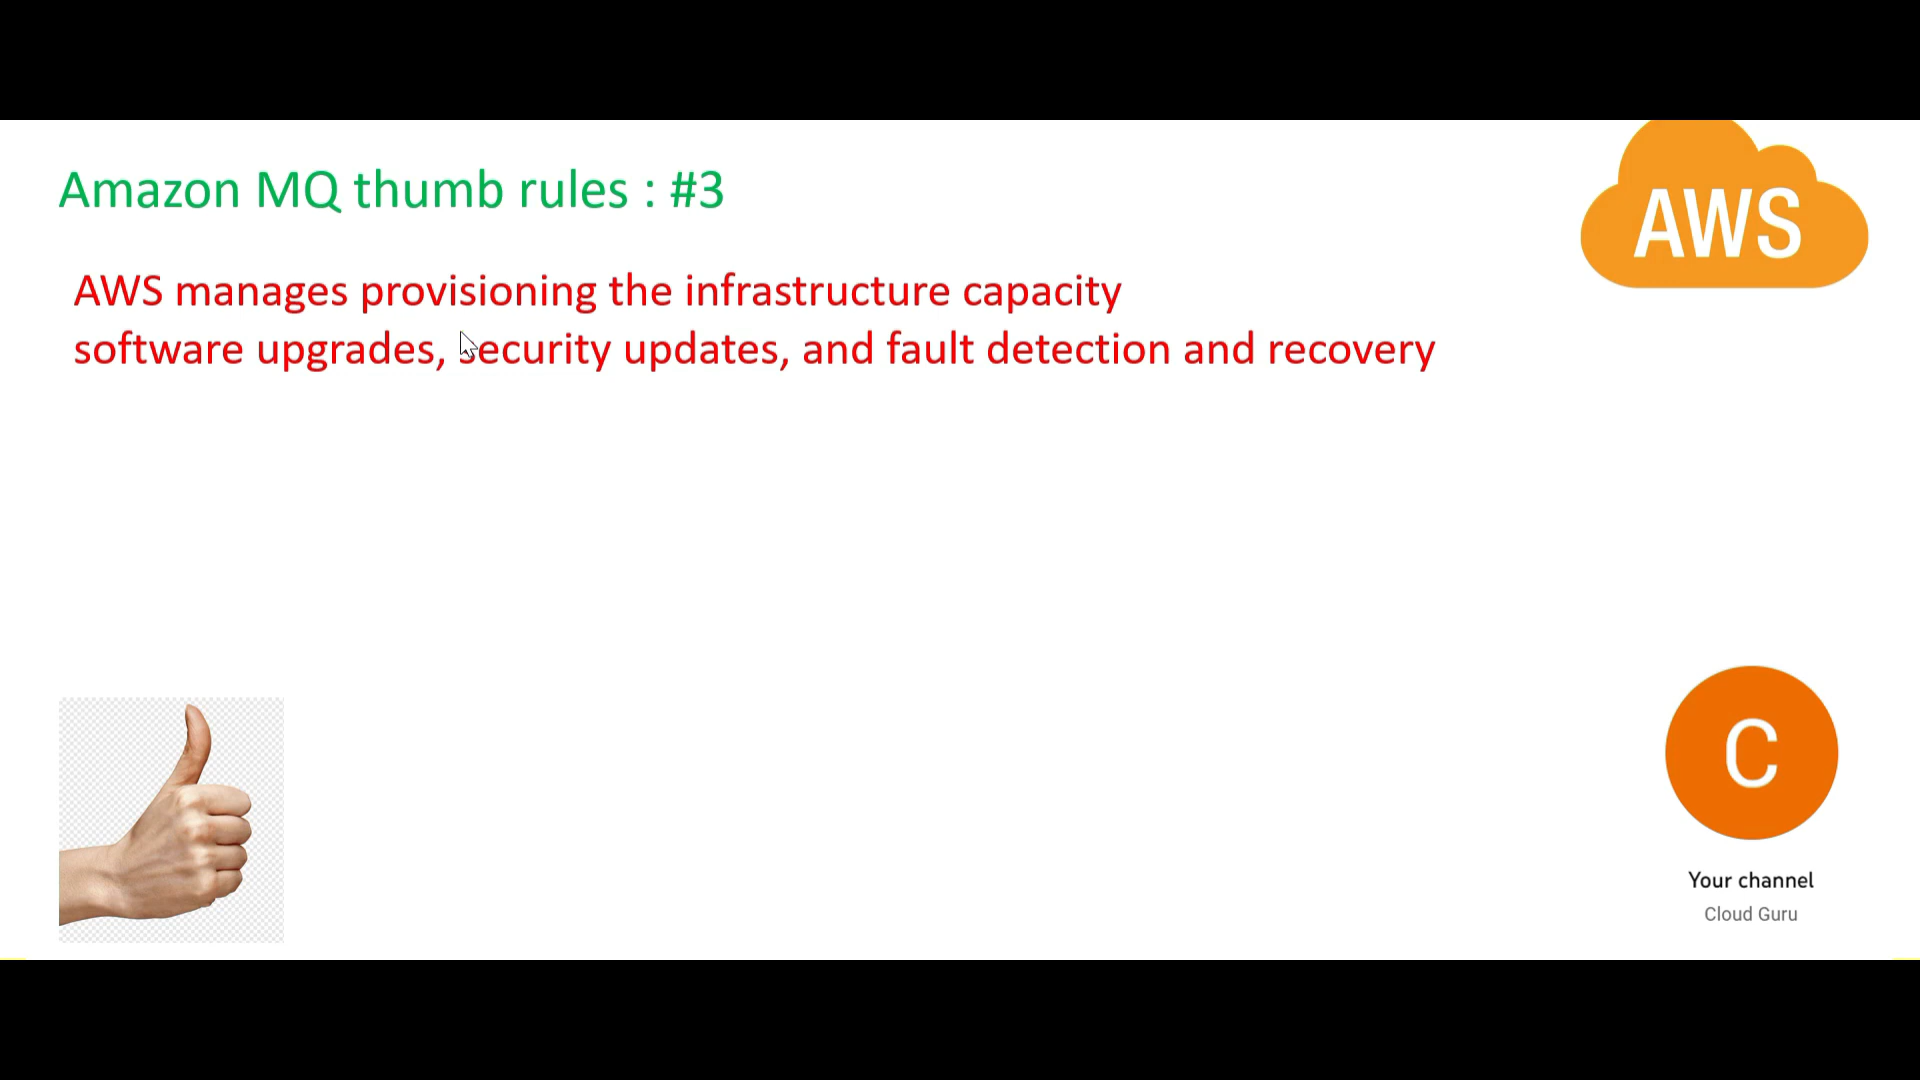 Amazon MQ thumb rules : #3
AWS
AWS manages provisioning the infrastructure capacity
software upgrades, security updates, and fault detection and recovery
C
Your channel
Cloud Guru